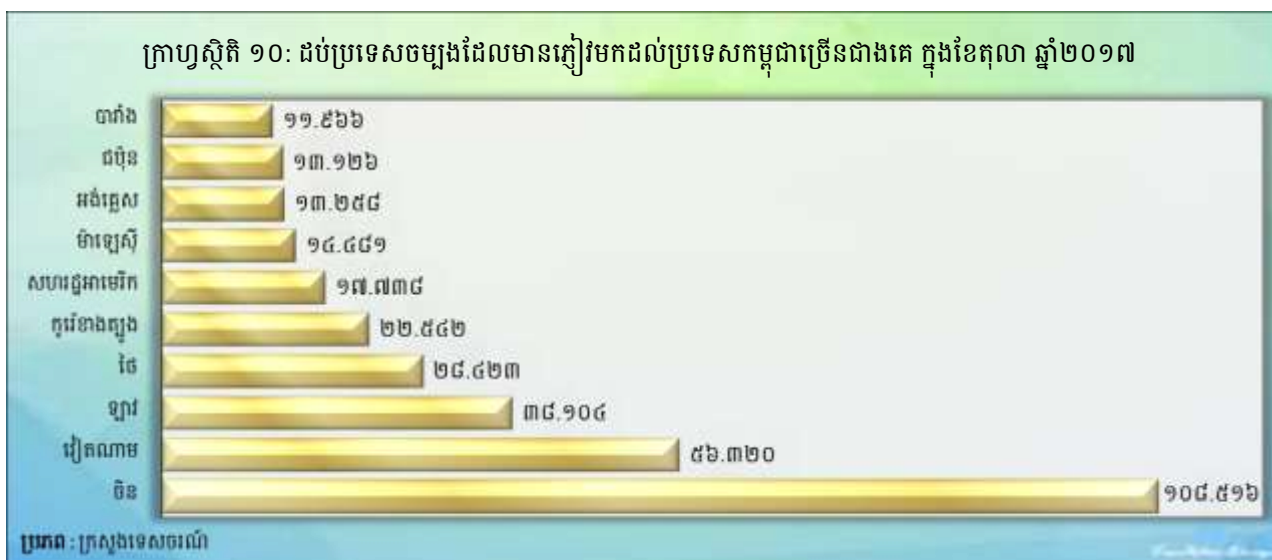 ក្រាហ្វស្ថិតិ ១០: ដប់ប្រទេសចម្បងដែលមានភ្ញៀវមកដល់ប្រទេសកម្ពុជាច្រើនជាងគេ ក្នុងខែតុលា ឆ្នាំ២០១៧
បារាំង ១១.៩៦៦
ជប៉ុន ១៣.១២៦
អង់គ្លេស ១៣.២៥៨
ម៉ាឡេស៊ី ១៤.៤៨១
សហរដ្ឋអាមេរិក ១៧.៧៣៨
កូរ៉េខាងត្បូង ២២.៥៤២
ថៃ ២៨.៤២៣
ឡាវ ៣៨.១០៤
វៀតណាម ៥៦.៣២០
ចិន ១០៨.៥១៦
ប្រភព : ក្រសួងទេសចរណ៍